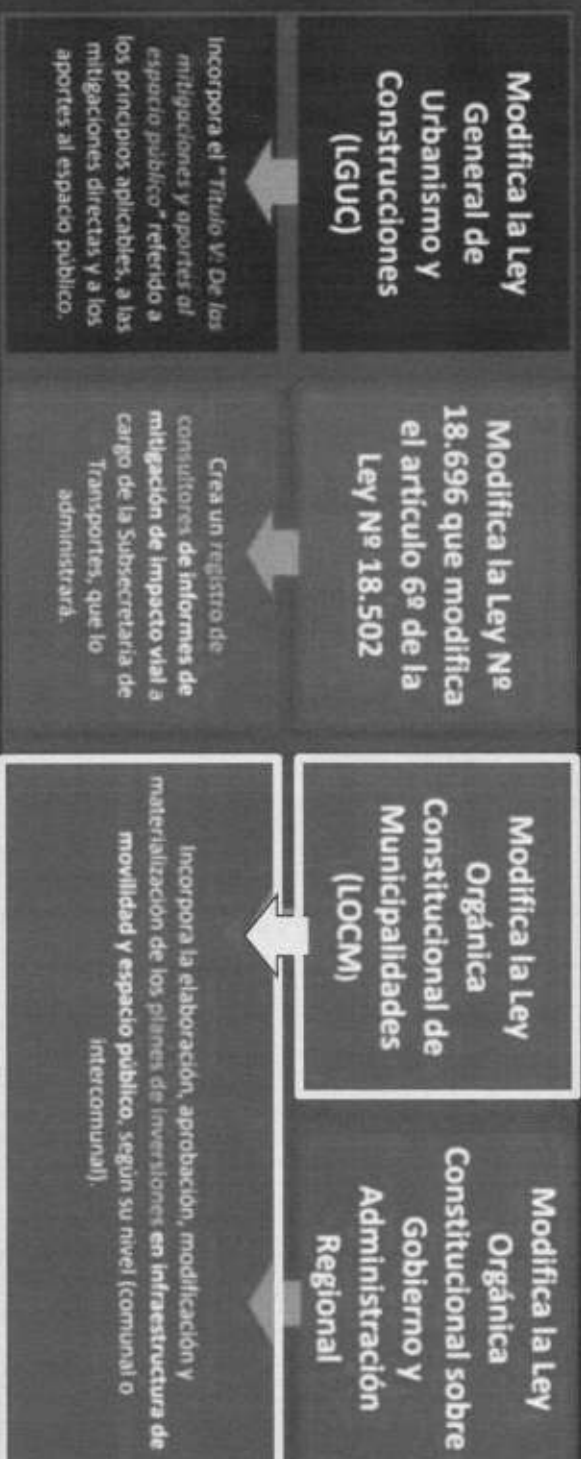 Modifica la Ley
General de
Urbanismo y
Construcciones
(LGUC)
Incorpora el "Título V: De las
mitigaciones y aportes al
espacio público" referido a
los principios aplicables, a las
mitigaciones directas y a los
aportes al espacio público.
Modifica la Ley Nº
18.696 que modifica
el artículo 6º de la
Ley Nº 18.502
Crea un registro de
consultores de informes de
mitigación de impacto vial a
cargo de la Subsecretaría de
Transportes, que lo
administrará.
Modifica la Ley
Orgánica
Constitucional de
Municipalidades
(LOCM)
Modifica la Ley
Orgánica
Constitucional sobre
Gobierno y
Administración
Regional
Incorpora la elaboración, aprobación, modificación y
materialización de los planes de inversiones en infraestructura de
movilidad y espacio público, según su nivel (comunal o
intercomunal).